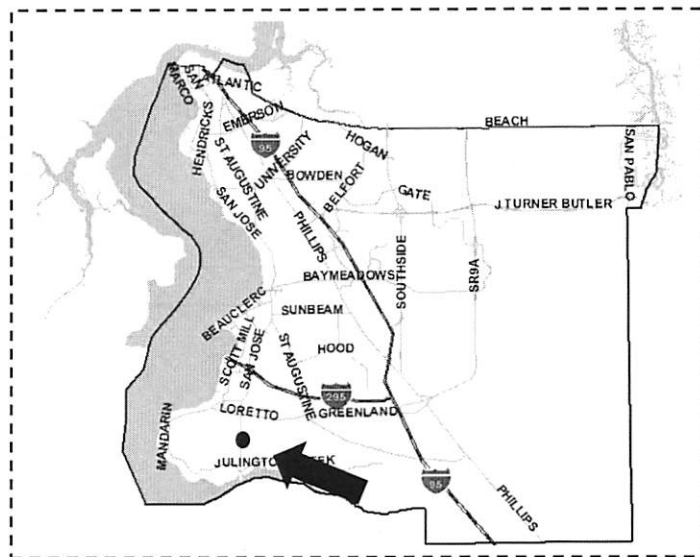 SAN
MARCO
ATLANTIC
HENDRICKS
EMERSON
BEACH
95
HOGAN
SAN PABLO
ST AUGUSTINE
UNIVERSITY
BOWDEN
BELFORT
GATE
SAN JOSE
J TURNER BUTLER
PHILLIPS
SOUTHSIDE
SR9A
BAYMEADOWS
BEAUCLERC
SUNBEAM
SCOTT MILL
SAN JOSE
ST AUGUSTINE
HOOD
295
LORETTO
GREENLAND
MANDARIN
95
PHILLIPS